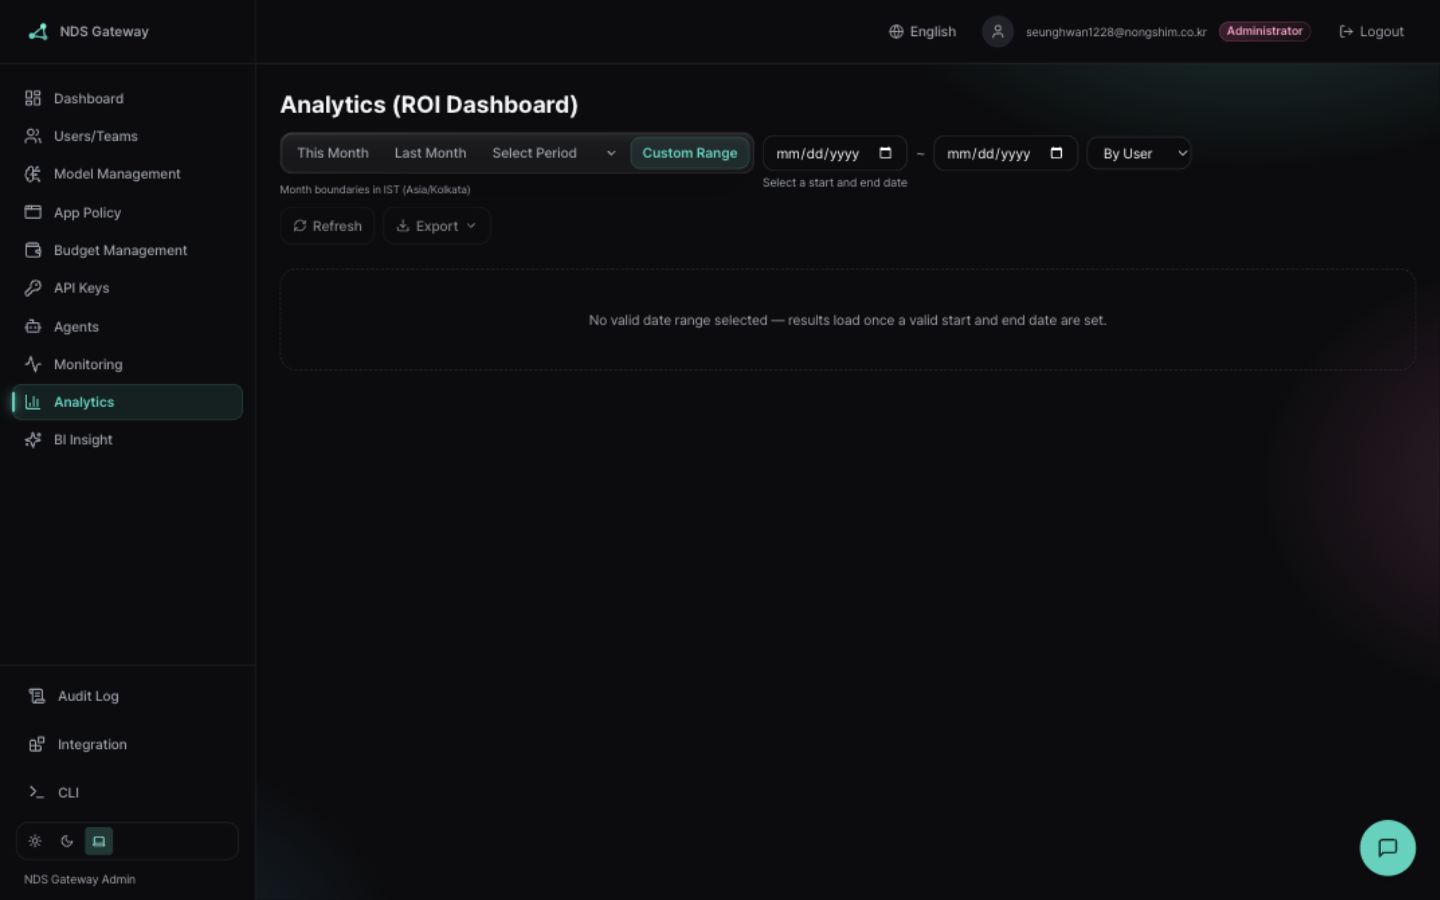 NDS Gateway
English
seunghwan1228@nongshim.co.kr
Administrator
Logout
Dashboard
Users/Teams
Model Management
App Policy
Budget Management
API Keys
Agents
Monitoring
Analytics
BI Insight
Audit Log
Integration
CLI
NDS Gateway Admin
Analytics (ROI Dashboard)
This Month
Last Month
Select Period
Custom Range
mm/dd/yyyy
~
mm/dd/yyyy
By User
Month boundaries in IST (Asia/Kolkata)
Select a start and end date
Refresh
Export
No valid date range selected — results load once a valid start and end date are set.